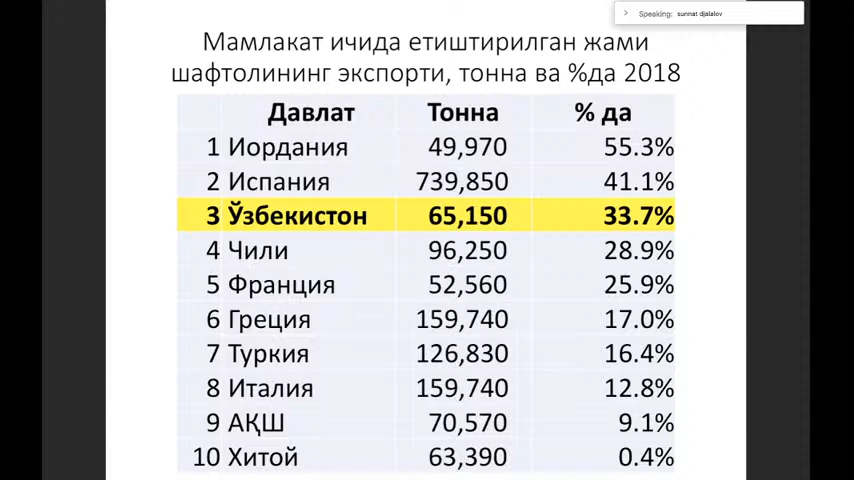 Speaking: sunnat djalalov
Мамлакат ичида етиштирилган жами
шафтолининг экспорти, тонна ва %да 2018
Давлат Тонна % да
1 Иордания 49,970 55.3%
2 Испания 739,850 41.1%
3 Ўзбекистон 65,150 33.7%
4 Чили 96,250 28.9%
5 Франция 52,560 25.9%
6 Греция 159,740 17.0%
7 Туркия 126,830 16.4%
8 Италия 159,740 12.8%
9 АҚШ 70,570 9.1%
10 Хитой 63,390 0.4%